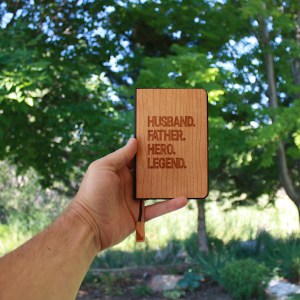 HUSBAND.
FATHER.
HERO.
LEGEND.